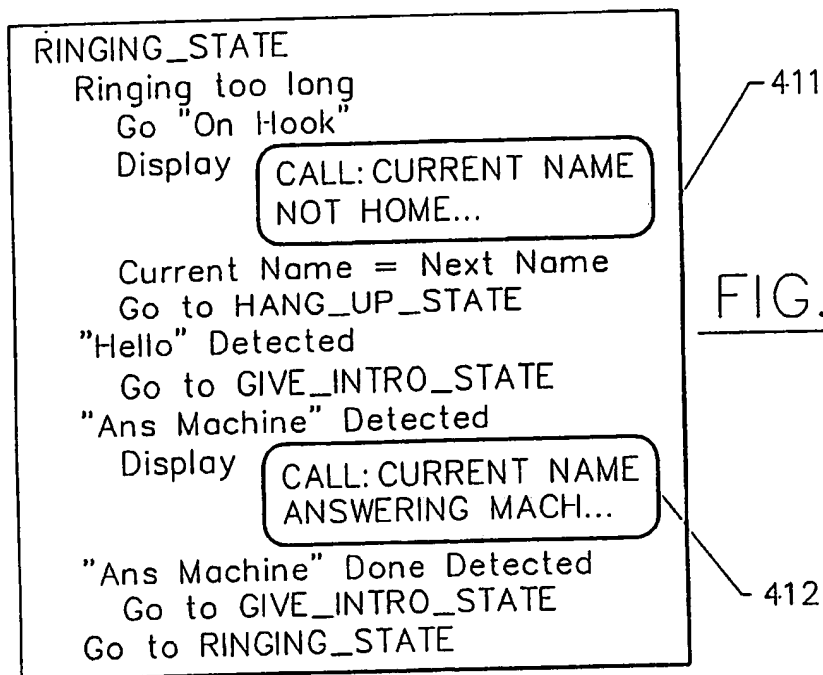 RINGING_STATE
Ringing too long
Go "On Hook"
Display
CALL: CURRENT NAME
NOT HOME...
411
Current Name = Next Name
Go to HANG_UP_STATE
FIG.
"Hello" Detected
Go to GIVE_INTRO_STATE
"Ans Machine" Detected
Display
CALL: CURRENT NAME
ANSWERING MACH...
"Ans Machine" Done Detected
Go to GIVE_INTRO_STATE
412
Go to RINGING_STATE